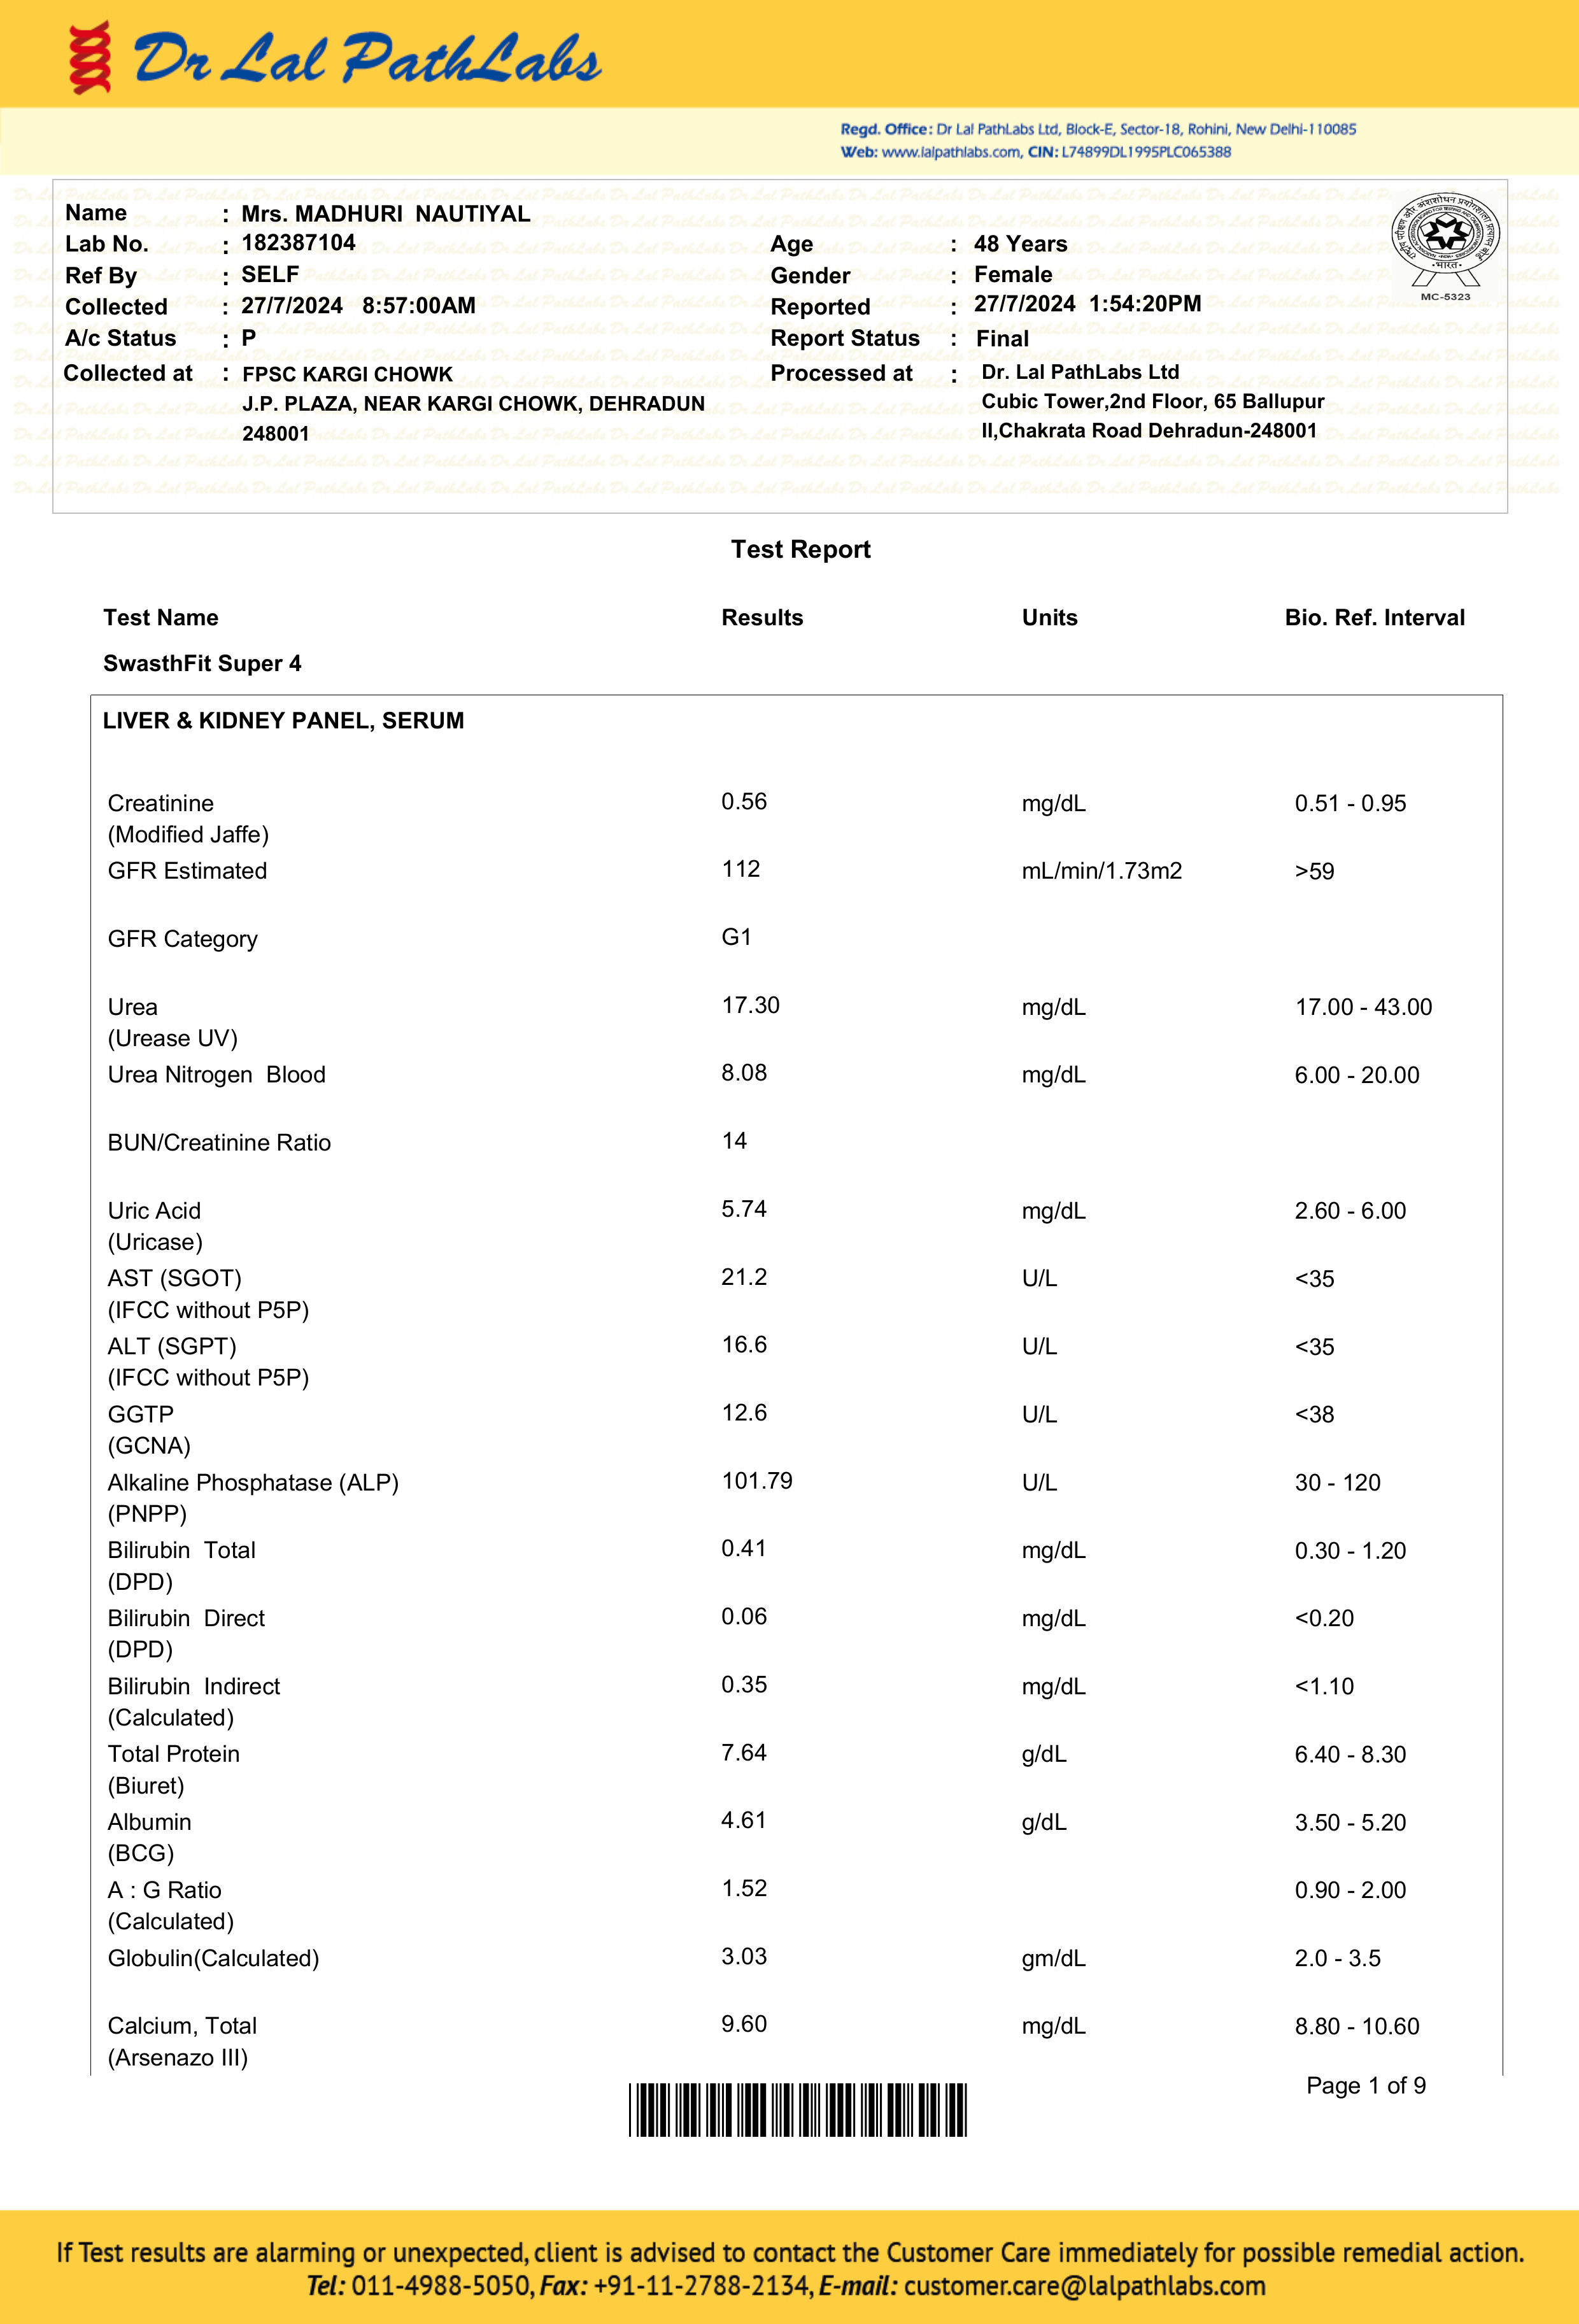 Dr Lal PathLabs
Regd. Office: Dr Lal PathLabs Ltd, Block-E, Sector-18, Rohini, New Delhi-110085
Web: www.lalpathlabs.com, CIN: L74899DL1995PLC065388
Name : Mrs. MADHURI NAUTIYAL
Lab No. : 182387104 Age : 48 Years
Ref By : SELF Gender : Female
Collected : 27/7/2024 8:57:00AM Reported : 27/7/2024 1:54:20PM
A/c Status : P Report Status : Final
Collected at : FPSC KARGI CHOWK Processed at : Dr. Lal PathLabs Ltd
J.P. PLAZA, NEAR KARGI CHOWK, DEHRADUN Cubic Tower,2nd Floor, 65 Ballupur
248001 II,Chakrata Road Dehradun-248001
MC-5323
Test Report
Test Name Results Units Bio. Ref. Interval
SwasthFit Super 4
LIVER & KIDNEY PANEL, SERUM
Creatinine 0.56 mg/dL 0.51 - 0.95
(Modified Jaffe)
GFR Estimated 112 mL/min/1.73m2 >59
GFR Category G1
Urea 17.30 mg/dL 17.00 - 43.00
(Urease UV)
Urea Nitrogen Blood 8.08 mg/dL 6.00 - 20.00
BUN/Creatinine Ratio 14
Uric Acid 5.74 mg/dL 2.60 - 6.00
(Uricase)
AST (SGOT) 21.2 U/L <35
(IFCC without P5P)
ALT (SGPT) 16.6 U/L <35
(IFCC without P5P)
GGTP 12.6 U/L <38
(GCNA)
Alkaline Phosphatase (ALP) 101.79 U/L 30 - 120
(PNPP)
Bilirubin Total 0.41 mg/dL 0.30 - 1.20
(DPD)
Bilirubin Direct 0.06 mg/dL <0.20
(DPD)
Bilirubin Indirect 0.35 mg/dL <1.10
(Calculated)
Total Protein 7.64 g/dL 6.40 - 8.30
(Biuret)
Albumin 4.61 g/dL 3.50 - 5.20
(BCG)
A : G Ratio 1.52 0.90 - 2.00
(Calculated)
Globulin(Calculated) 3.03 gm/dL 2.0 - 3.5
Calcium, Total 9.60 mg/dL 8.80 - 10.60
(Arsenazo III)
Page 1 of 9
If Test results are alarming or unexpected, client is advised to contact the Customer Care immediately for possible remedial action.
Tel: 011-4988-5050, Fax: +91-11-2788-2134, E-mail: customer.care@lalpathlabs.com